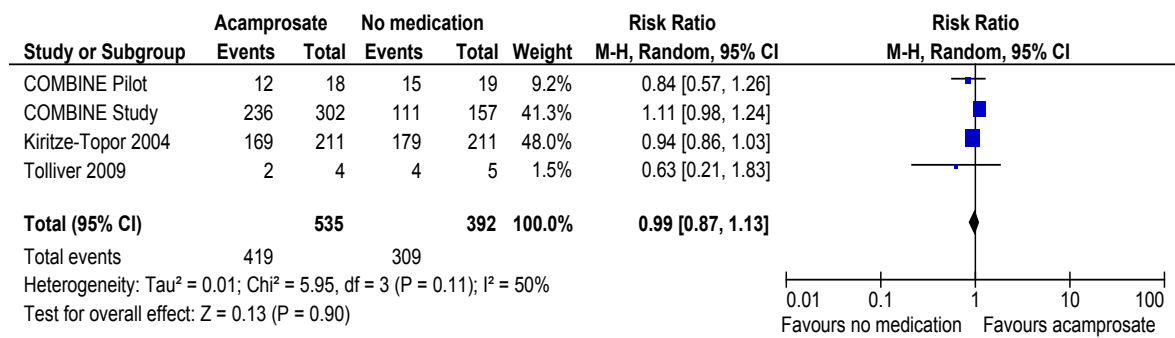 Acamprosate No medication Risk Ratio Risk Ratio
Study or Subgroup Events Total Events Total Weight M-H, Random, 95% CI M-H, Random, 95% CI
COMBINE Pilot 12 18 15 19 9.2% 0.84 [0.57, 1.26]
COMBINE Study 236 302 111 157 41.3% 1.11 [0.98, 1.24]
Kiritze-Topor 2004 169 211 179 211 48.0% 0.94 [0.86, 1.03]
Tolliver 2009 2 4 4 5 1.5% 0.63 [0.21, 1.83]
Total (95% CI) 535 392 100.0% 0.99 [0.87, 1.13]
Total events 419 309
Heterogeneity: Tau² = 0.01; Chi² = 5.95, df = 3 (P = 0.11); I² = 50%
Test for overall effect: Z = 0.13 (P = 0.90)
0.01 0.1 1 10 100
Favours no medication Favours acamprosate